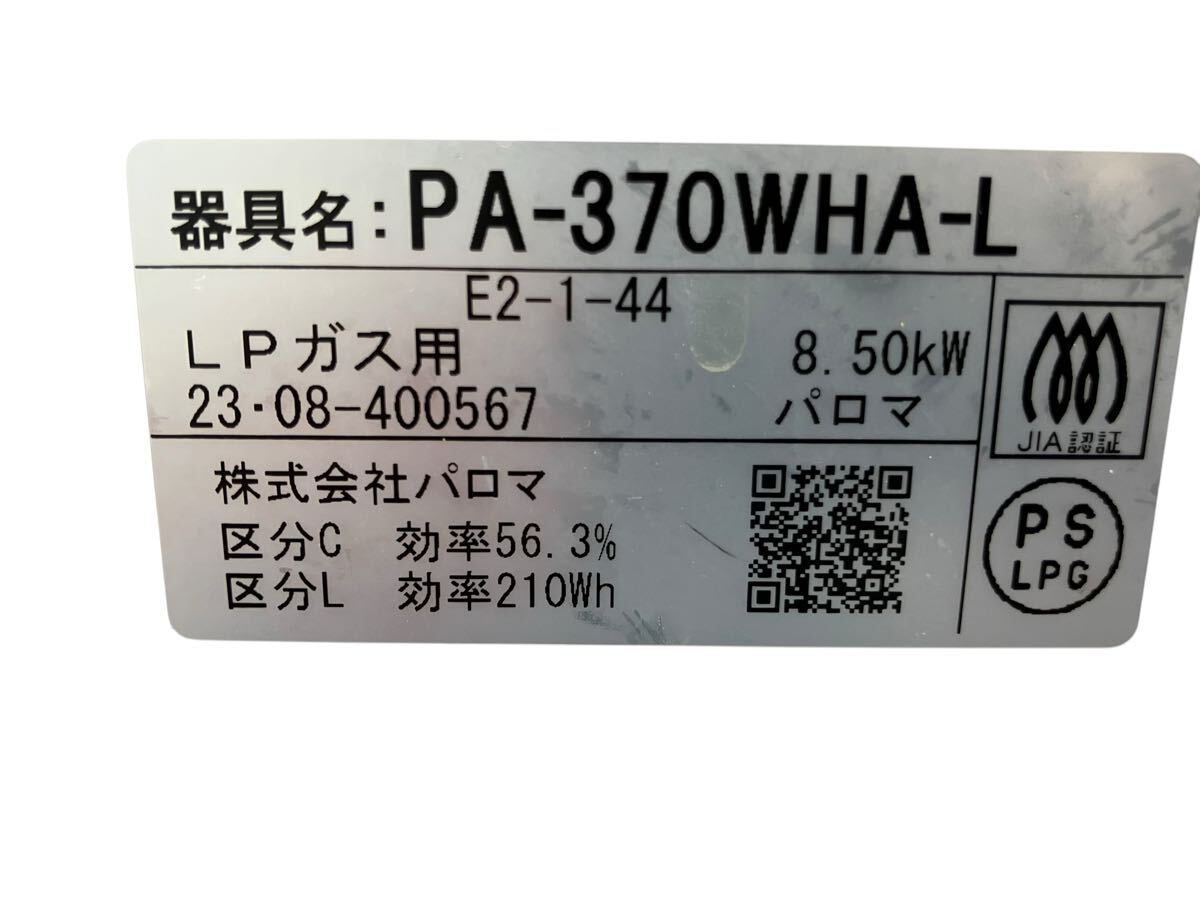 器具名:PA-370WHA-L
E2-1-44
LPガス用 8.50kW
23・08-400567 パロマ
JIA認証
株式会社パロマ
区分C 効率56.3%
区分L 効率210Wh
PS
LPG